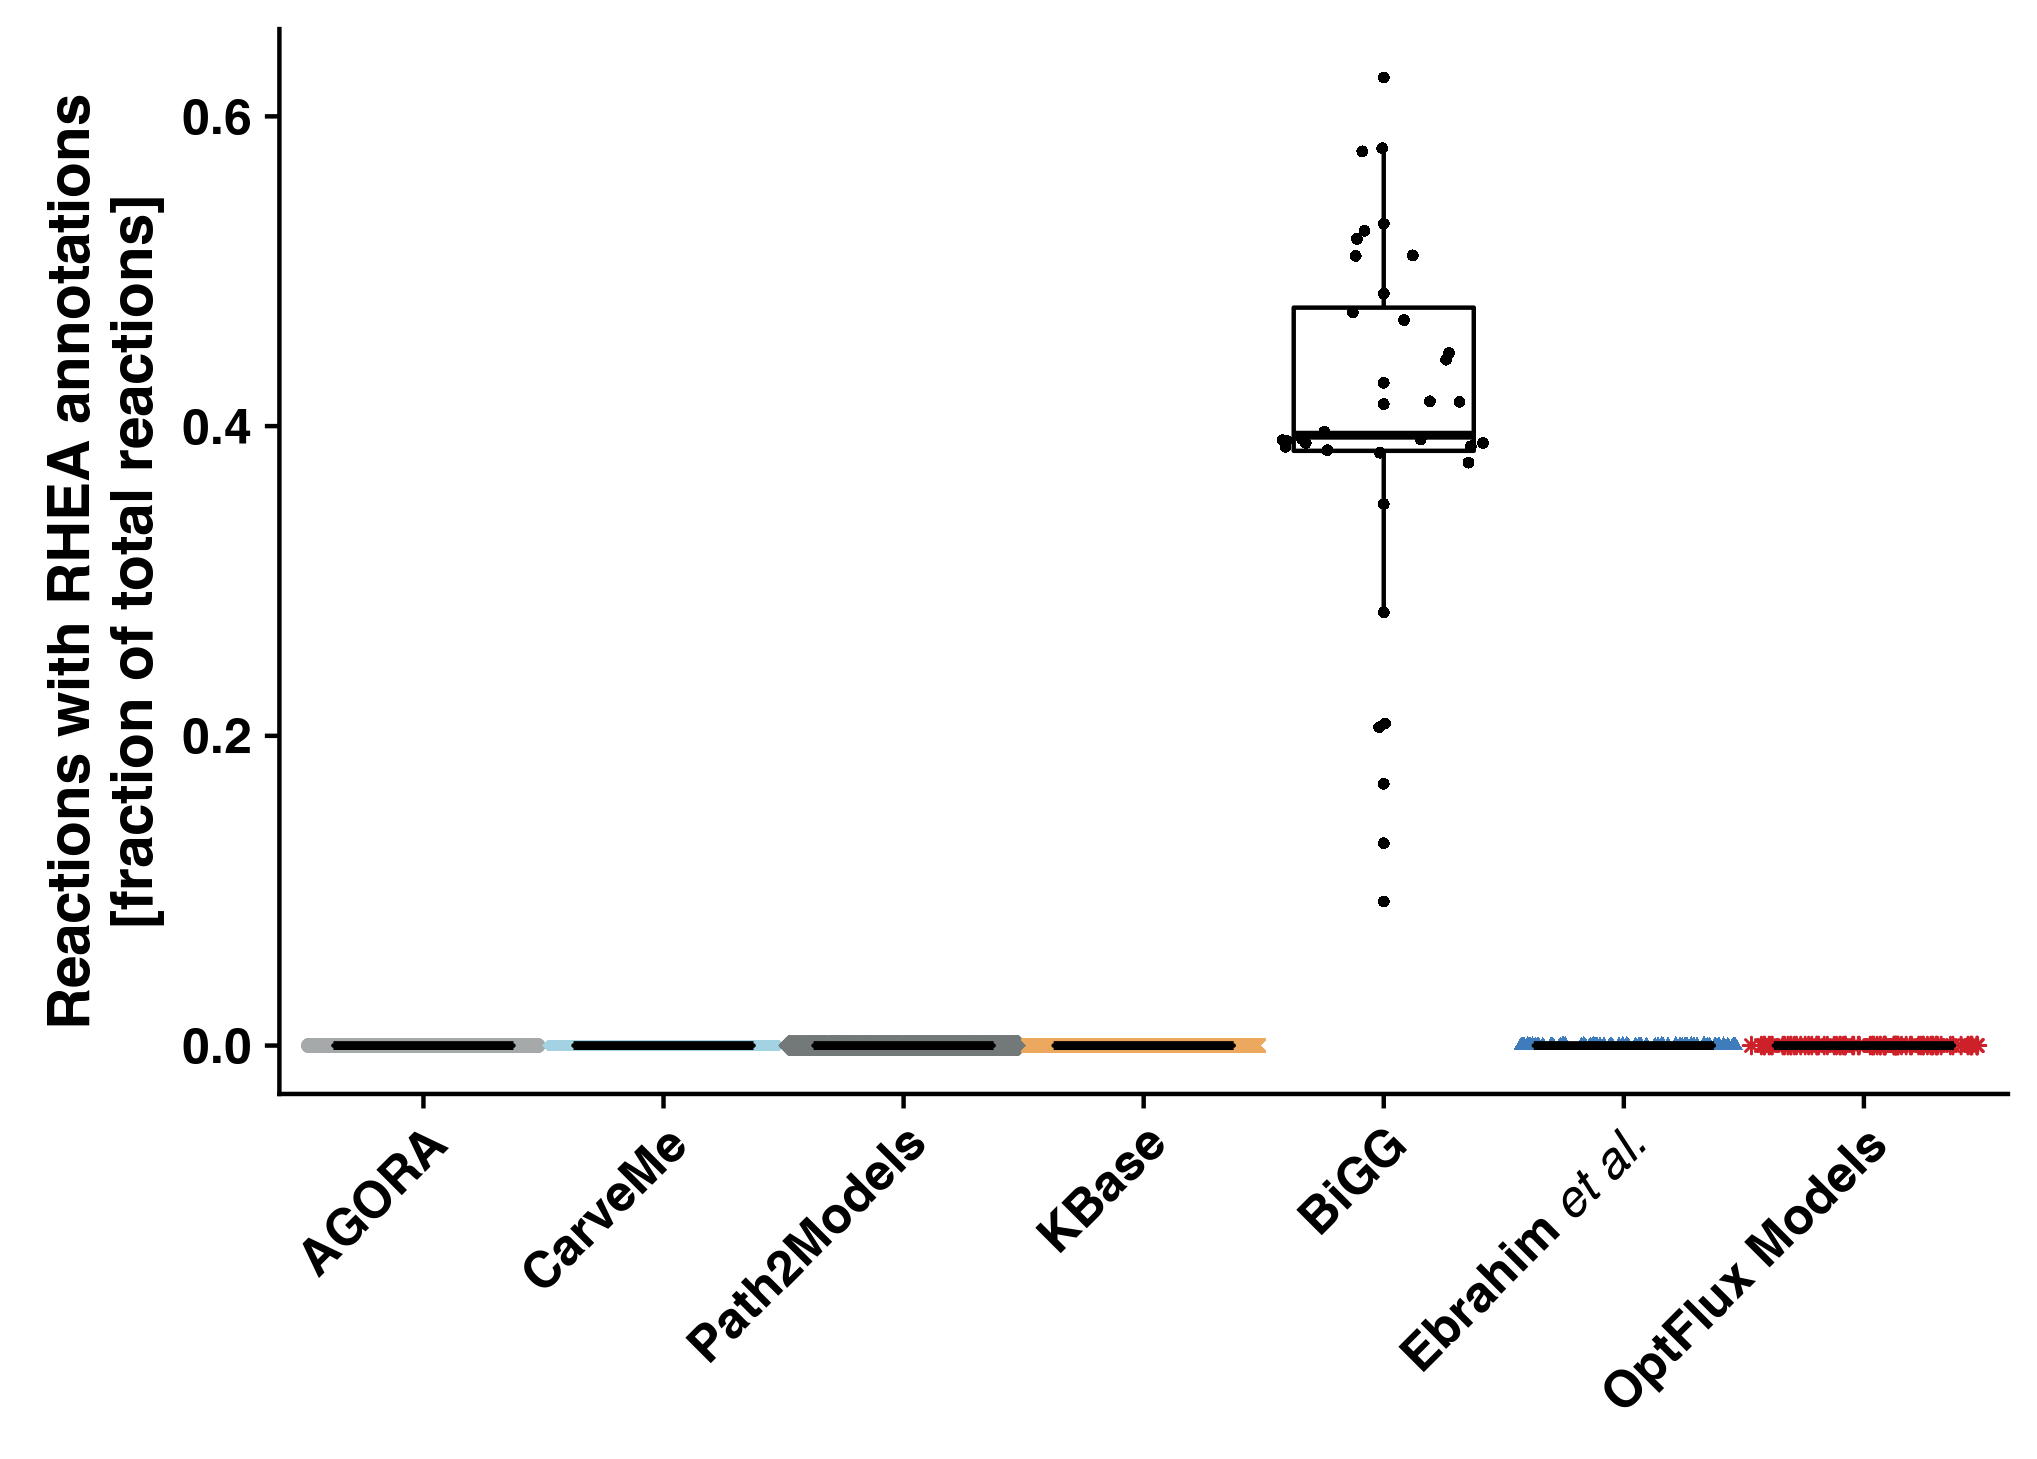 Reactions with RHEA annotations
[fraction of total reactions]
0.6
0.4
0.2
0.0
AGORA
CarveMe
Path2Models
KBase
BiGG
Ebrahim et al.
OptFlux Models